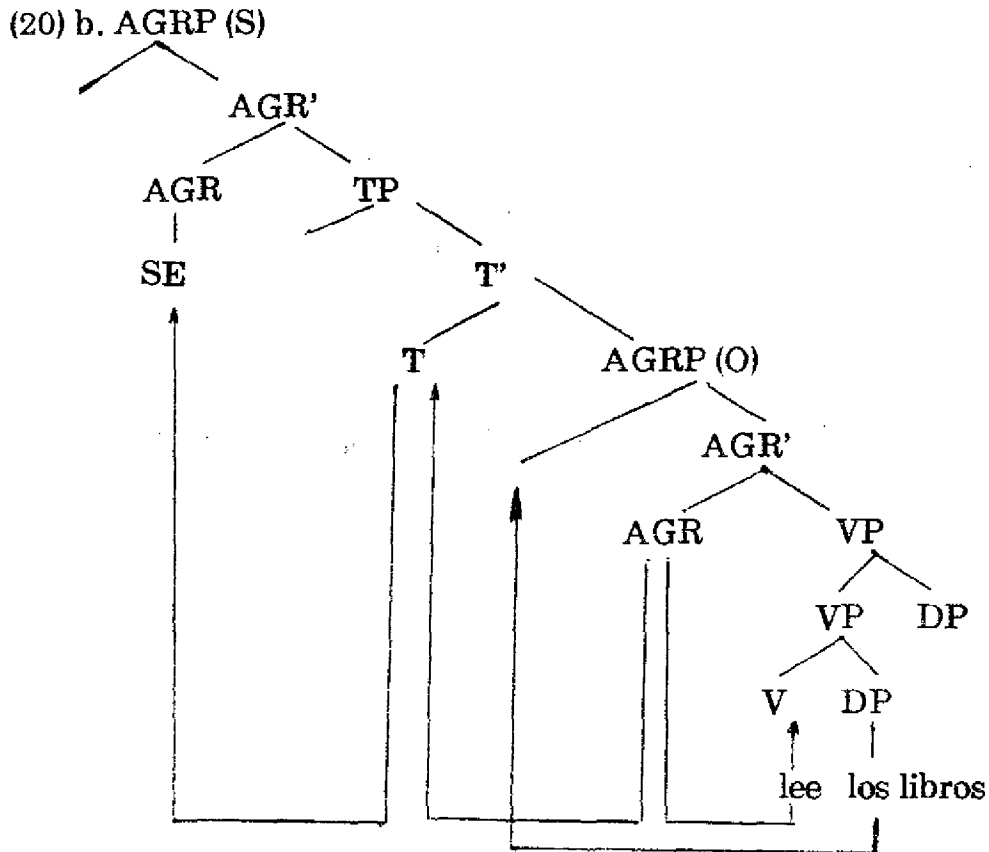 (20) b. AGRP (S)
AGR'
AGR TP
SE T'
T AGRP (O)
AGR'
AGR VP
VP DP
V DP
lee los libros